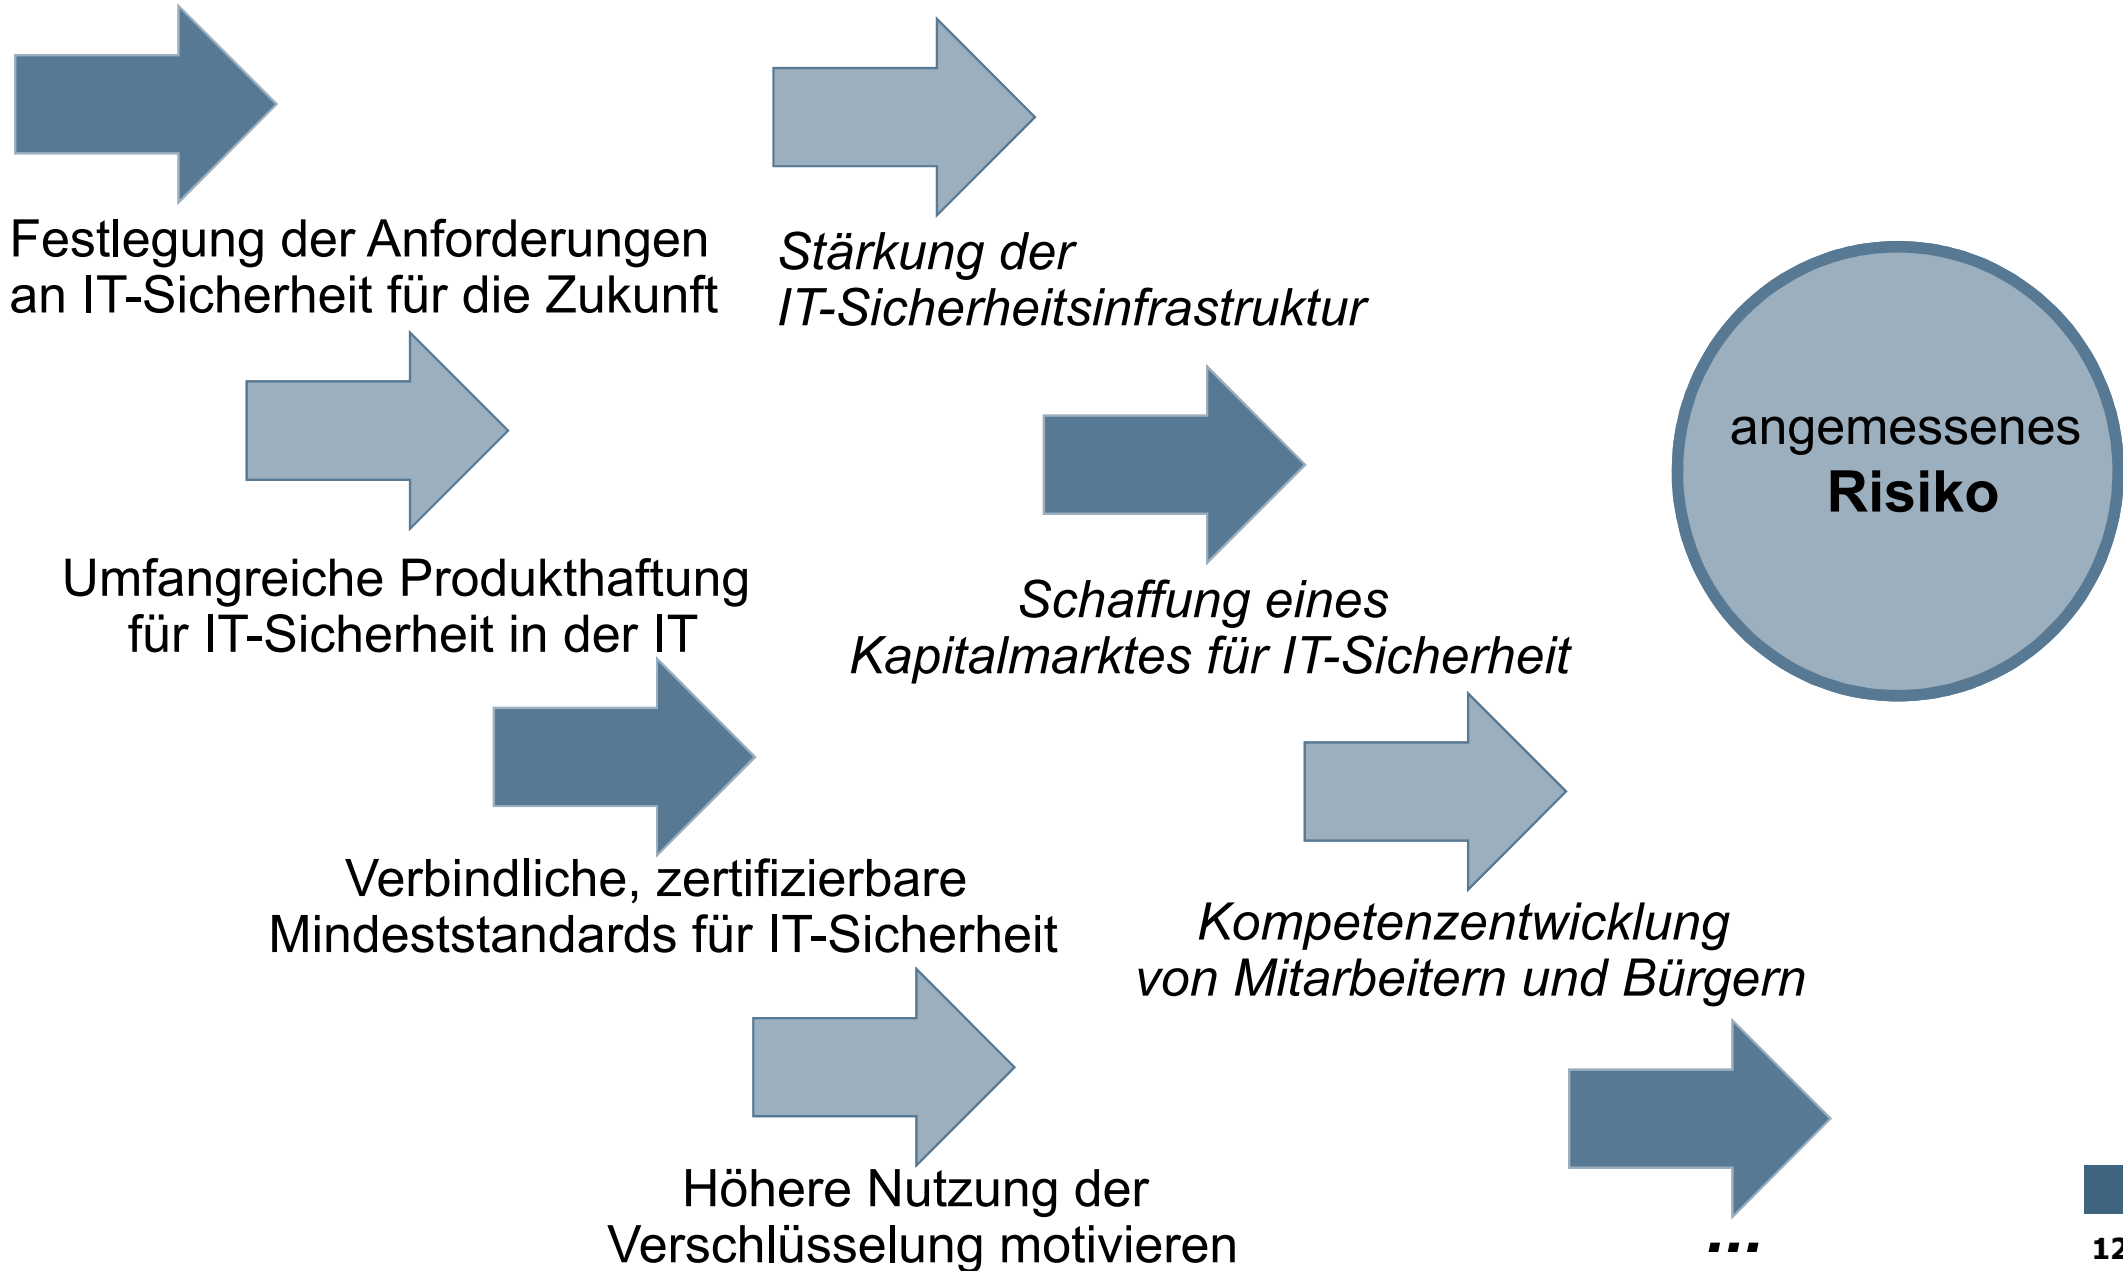 Festlegung der Anforderungen
an IT-Sicherheit für die Zukunft
Umfangreiche Produkthaftung
für IT-Sicherheit in der IT
Verbindliche, zertifizierbare
Mindeststandards für IT-Sicherheit
Höhere Nutzung der
Verschlüsselung motivieren
Stärkung der
IT-Sicherheitsinfrastruktur
Schaffung eines
Kapitalmarktes für IT-Sicherheit
Kompetenzentwicklung
von Mitarbeitern und Bürgern
...
angemessenes
Risiko
12